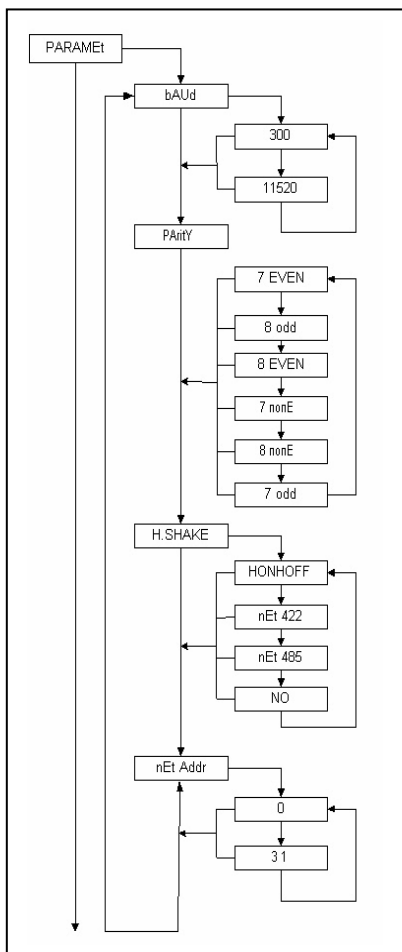 PARAMEt
bAUd
300
11520
PAritY
7 EVEN
8 odd
8 EVEN
7 nonE
8 nonE
7 odd
H.SHAKE
HONHOFF
nEt 422
nEt 485
NO
nEt Addr
0
31